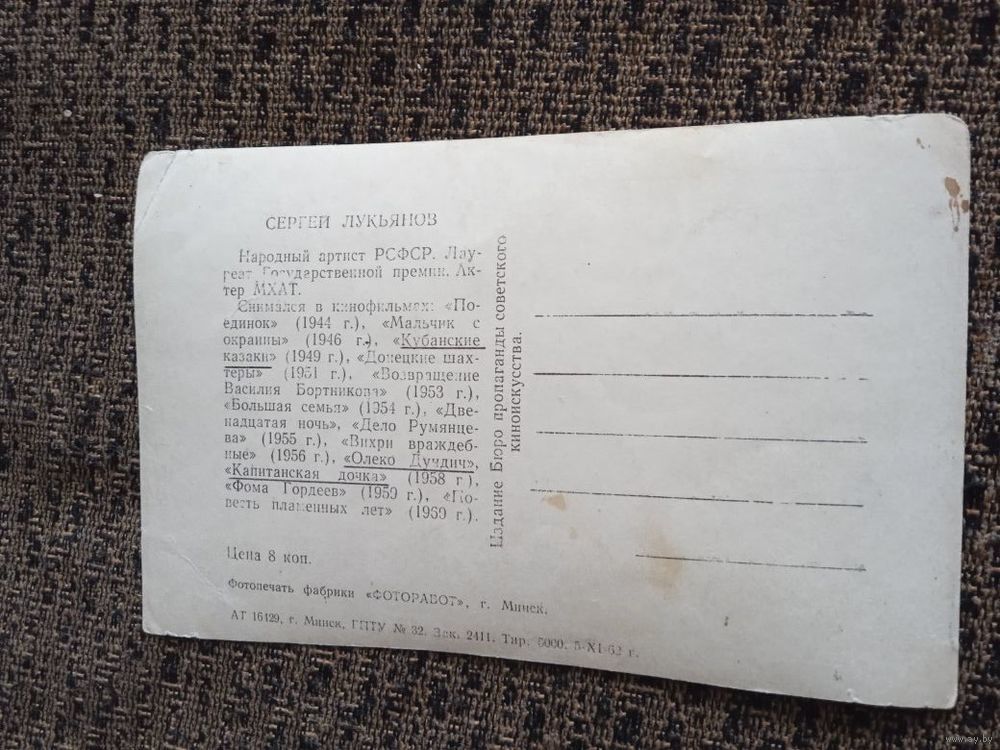 СЕРГЕЙ ЛУКЬЯНОВ
Народный артист РСФСР. Лау-
реат Государственной премии. Ак-
тер МХАТ.
Снимался в кинофильмах: «По-
единок» (1944 г.), «Мальчик с
окраины» (1946 г.), «Кубанские
казаки» (1949 г.), «Донецкие шах-
теры» (1951 г.), «Возвращение
Василия Бортникова» (1953 г.),
«Большая семья» (1954 г.), «Две-
надцатая ночь», «Дело Румянце-
ва» (1955 г.), «Вихри враждеб-
ные» (1956 г.), «Олеко Дундич»,
«Капитанская дочка» (1958 г.),
«Фома Гордеев» (1959 г.), «По-
весть пламенных лет» (1960 г.).
Цена 8 коп.
Фотопечать фабрики «ФОТОРАБОТ», г. Минск.
АТ 16429, г. Минск, ГПТУ № 32. Зак. 2411. Тир. 5000. 5-XI-62 г.
Издание Бюро пропаганды советского
киноискусства.
www.ay.by